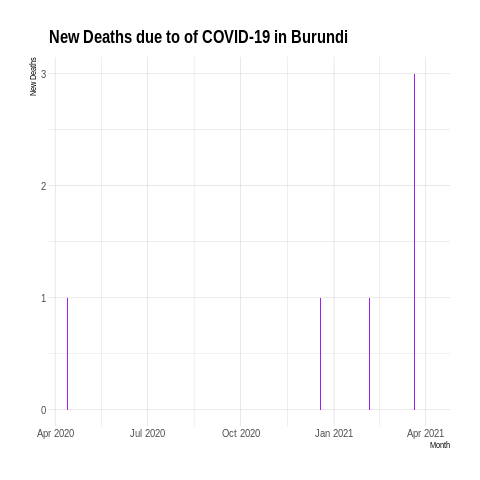 New Deaths due to of COVID-19 in Burundi
New Deaths
3
2
1
0
Apr 2020 Jul 2020 Oct 2020 Jan 2021 Apr 2021
Month